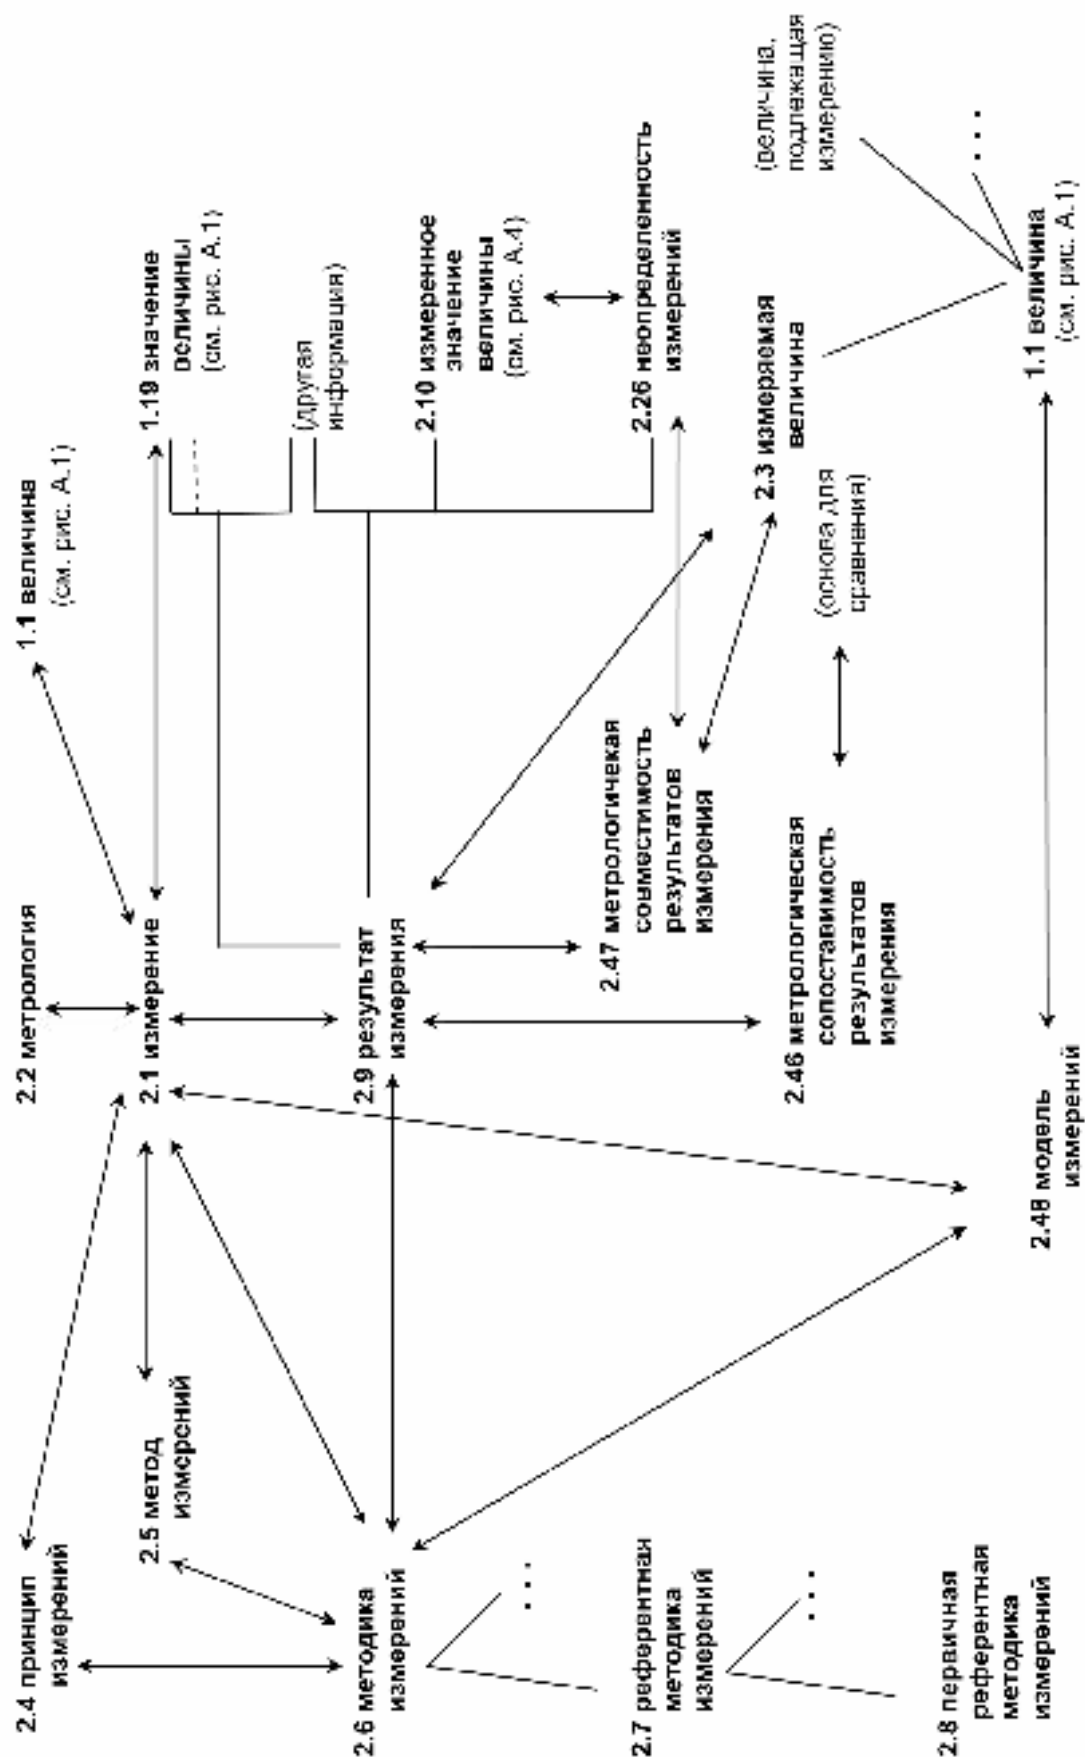 2.4 принцип
измерений
2.2 метрология
1.1 величина
(см. рис. А.1)
2.5 метод
измерений
2.1 измерение
1.19 значение
величины
(см. рис. А.1)
(другая
информация)
2.6 методика
измерений
2.9 результат
измерения
2.10 измеренное
значение
величины
(см. рис. А.4)
...
2.7 референтная
методика
измерений
2.47 метрологичекая
совместимость
результатов
измерения
2.26 неопределенность
измерений
2.3 измеряемая
величина
(величина,
подлежащая
измерению)
...
2.46 метрологическая
сопоставимость
результатов
измерения
(основа для
сравнения)
...
2.8 первичная
референтная
методика
измерений
2.48 модель
измерений
1.1 величина
(см. рис. А.1)